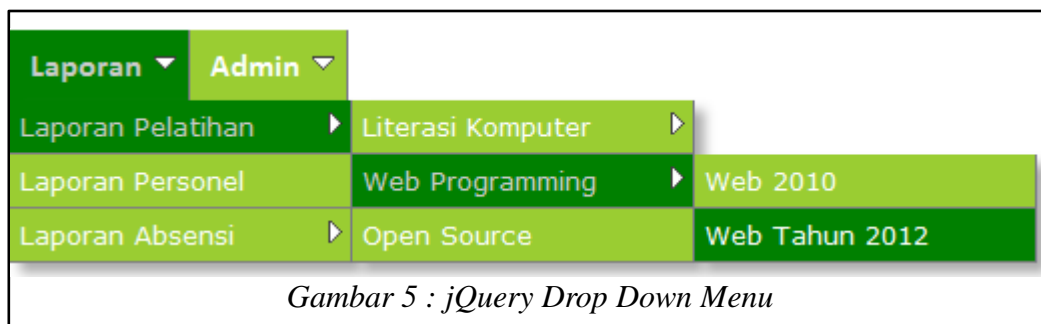 Laporan Admin
Laporan Pelatihan Literasi Komputer
Laporan Personel Web Programming Web 2010
Laporan Absensi Open Source Web Tahun 2012
Gambar 5 : jQuery Drop Down Menu